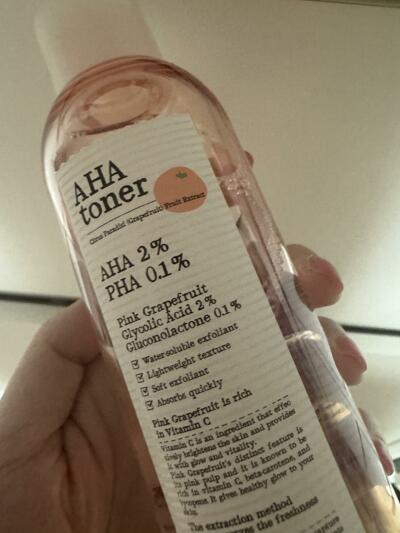 AHA
toner
Citrus Paradisi (Grapefruit) Fruit Extract
AHA 2%
PHA 0.1%
Pink Grapefruit
Glycolic Acid 2%
Gluconolactone 0.1%
Water soluble exfoliant
Lightweight texture
Soft exfoliant
Absorbs quickly
Pink Grapefruit is rich
in Vitamin C
Vitamin C is an ingredient that effec
tively brightens the skin and provides
it with glow and vitality.
Pink Grapefruit's distinct feature is
its pink pulp and it is known to be
rich in vitamin C, beta-carotene, and
lycopene. It gives healthy glow to your
skin.
The extraction method
the freshness